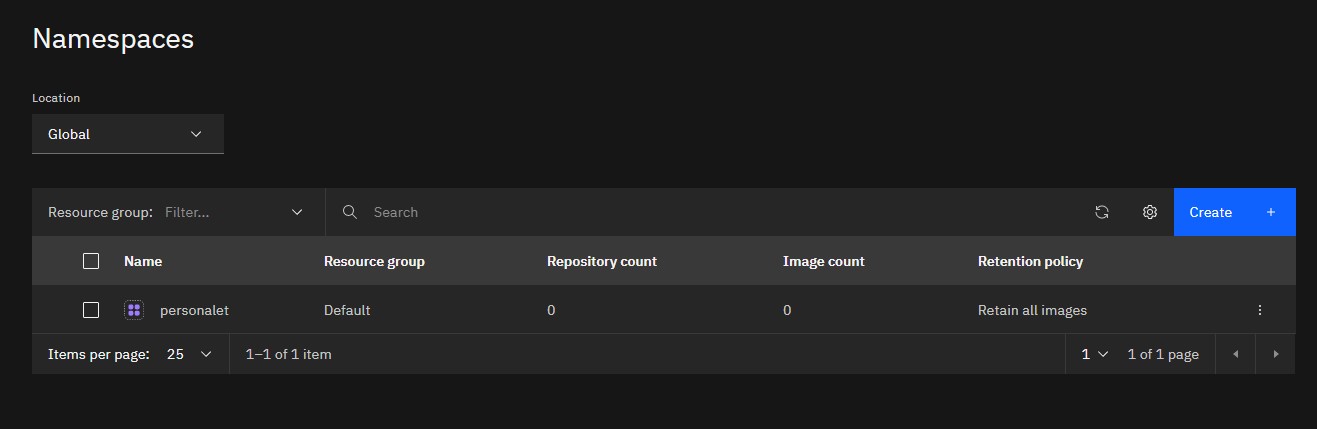 Namespaces
Location
Global
Resource group: Filter... Search Create +
Name Resource group Repository count Image count Retention policy
personalet Default 0 0 Retain all images
Items per page: 25 1–1 of 1 item 1 1 of 1 page